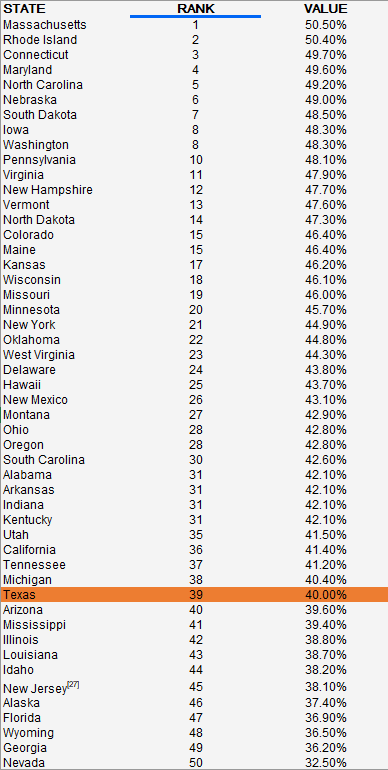 STATE RANK VALUE
Massachusetts 1 50.50%
Rhode Island 2 50.40%
Connecticut 3 49.70%
Maryland 4 49.60%
North Carolina 5 49.20%
Nebraska 6 49.00%
South Dakota 7 48.50%
Iowa 8 48.30%
Washington 8 48.30%
Pennsylvania 10 48.10%
Virginia 11 47.90%
New Hampshire 12 47.70%
Vermont 13 47.60%
North Dakota 14 47.30%
Colorado 15 46.40%
Maine 15 46.40%
Kansas 17 46.20%
Wisconsin 18 46.10%
Missouri 19 46.00%
Minnesota 20 45.70%
New York 21 44.90%
Oklahoma 22 44.80%
West Virginia 23 44.30%
Delaware 24 43.80%
Hawaii 25 43.70%
New Mexico 26 43.10%
Montana 27 42.90%
Ohio 28 42.80%
Oregon 28 42.80%
South Carolina 30 42.60%
Alabama 31 42.10%
Arkansas 31 42.10%
Indiana 31 42.10%
Kentucky 31 42.10%
Utah 35 41.50%
California 36 41.40%
Tennessee 37 41.20%
Michigan 38 40.40%
Texas 39 40.00%
Arizona 40 39.60%
Mississippi 41 39.40%
Illinois 42 38.80%
Louisiana 43 38.70%
Idaho 44 38.20%
New Jersey[27] 45 38.10%
Alaska 46 37.40%
Florida 47 36.90%
Wyoming 48 36.50%
Georgia 49 36.20%
Nevada 50 32.50%